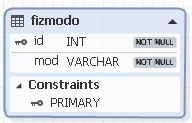 fizmodo
id INT NOT NULL
mod VARCHAR NOT NULL
Constraints
PRIMARY